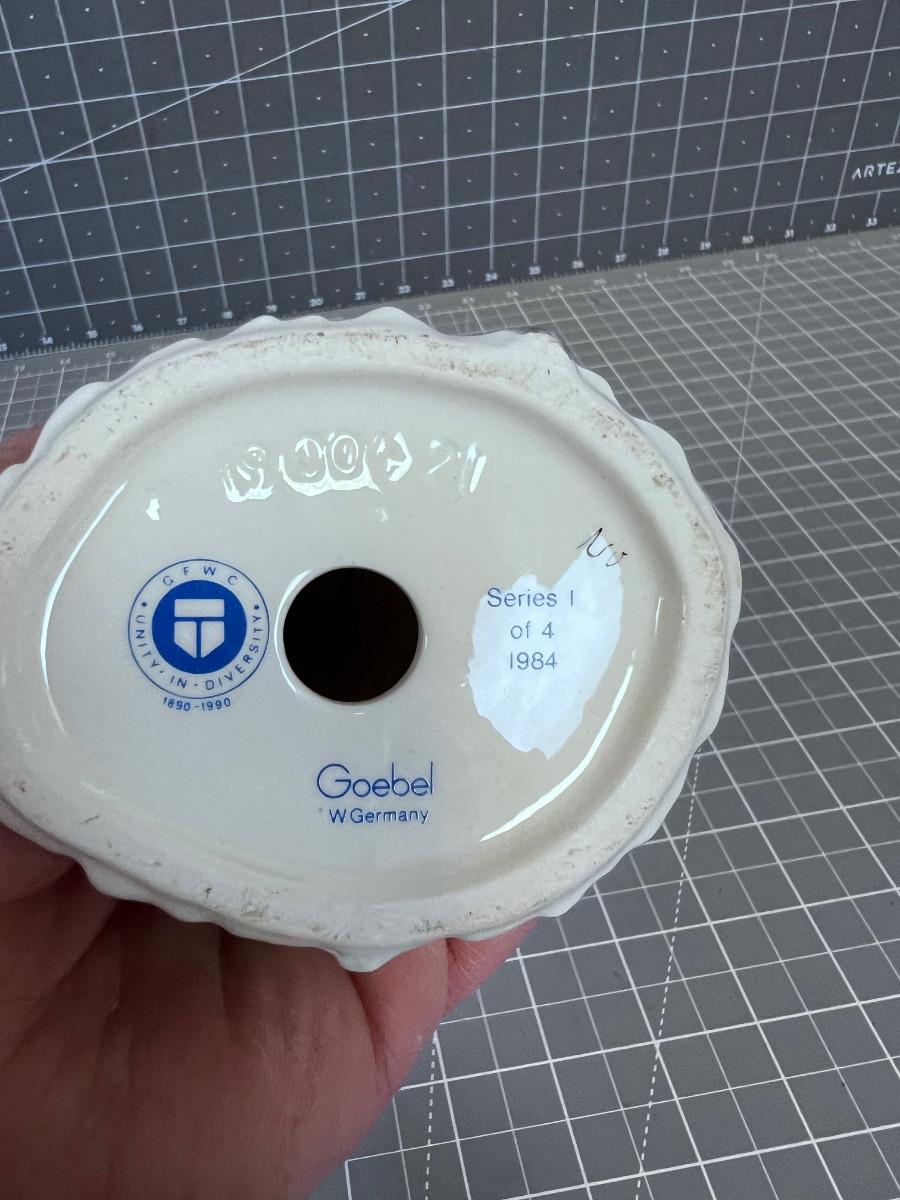 ARTEZ
GFWC
UNITY · IN · DIVERSITY
1890-1990
Series I
of 4
1984
Goebel
W Germany